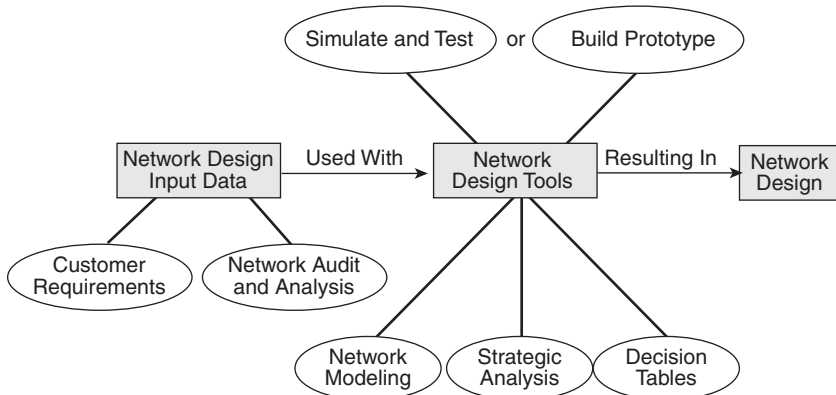 Simulate and Test
or
Build Prototype
Network Design
Input Data
Used With
Network
Design Tools
Resulting In
Network
Design
Customer
Requirements
Network Audit
and Analysis
Network
Modeling
Strategic
Analysis
Decision
Tables